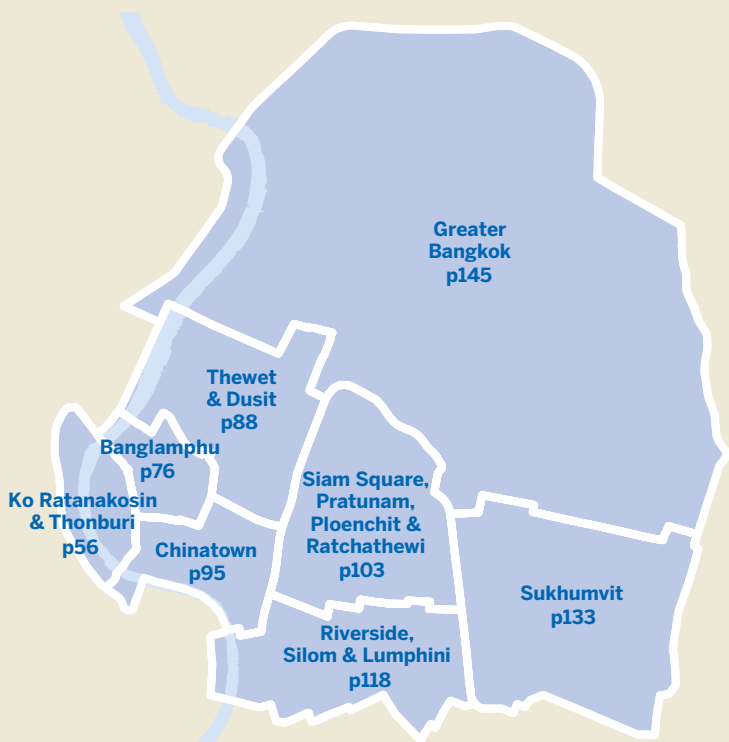 Greater
Bangkok
p145
Thewet
& Dusit
p88
Banglamphu
p76
Ko Ratanakosin
& Thonburi
p56
Chinatown
p95
Siam Square,
Pratunam,
Ploenchit &
Ratchathewi
p103
Sukhumvit
p133
Riverside,
Silom & Lumphini
p118